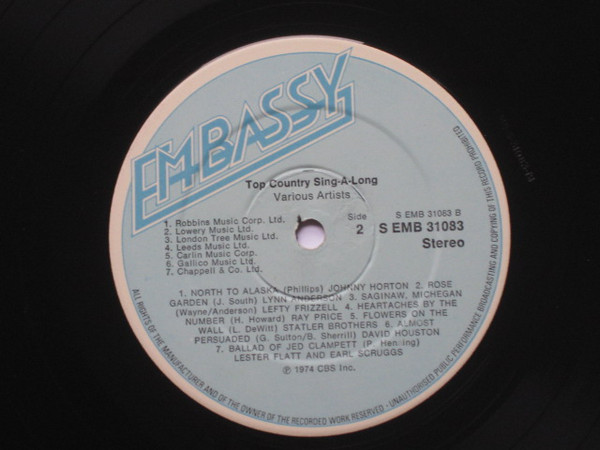 EMBASSY
Top Country Sing-A-Long
Various Artists
1. Robbins Music Corp. Ltd.
2. Lowery Music Ltd.
3. London Tree Music Ltd.
4. Leeds Music Ltd.
5. Carlin Music Corp.
6. Gallico Music Ltd.
7. Chappell & Co. Ltd.
Side
2
S EMB 31083 B
S EMB 31083
Stereo
1. NORTH TO ALASKA (Phillips) JOHNNY HORTON 2. ROSE
GARDEN (J. South) LYNN ANDERSON 3. SAGINAW, MICHEGAN
(Wayne/Anderson) LEFTY FRIZZELL 4. HEARTACHES BY THE
NUMBER (H. Howard) RAY PRICE 5. FLOWERS ON THE
WALL (L. DeWitt) STATLER BROTHERS 6. ALMOST
PERSUADED (G. Sutton/B. Sherrill) DAVID HOUSTON
7. BALLAD OF JED CLAMPETT (P. Henning)
LESTER FLATT AND EARL SCRUGGS
℗ 1974 CBS Inc.
ALL RIGHTS OF THE MANUFACTURER AND OF THE OWNER OF THE RECORDED WORK RESERVED - UNAUTHORISED PUBLIC PERFORMANCE BROADCASTING AND COPYING OF THIS RECORD PROHIBITED